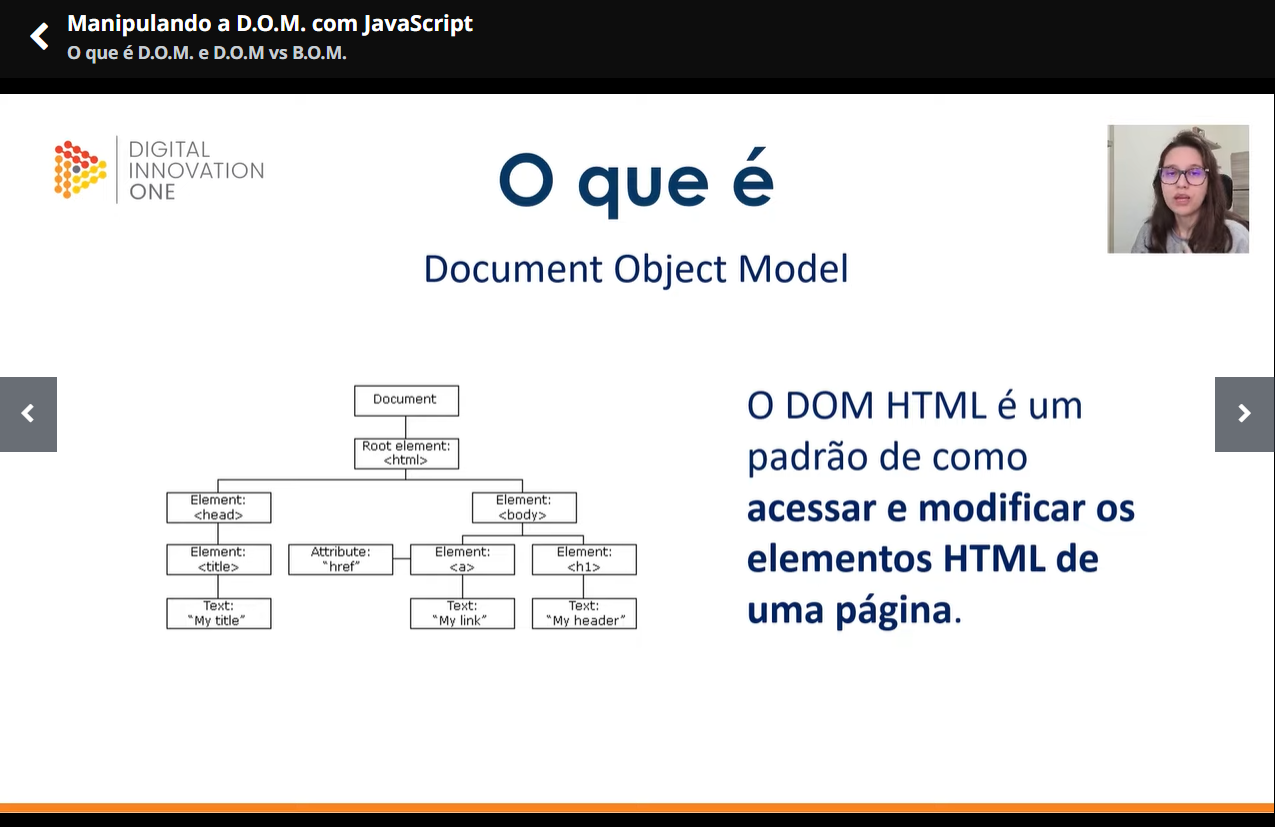 Manipulando a D.O.M. com JavaScript
O que é D.O.M. e D.O.M vs B.O.M.
DIGITAL
INNOVATION
ONE
O que é
Document Object Model
Document
Root element:
<html>
Element:
<head>
Element:
<body>
Element:
<title>
Attribute:
"href"
Element:
<a>
Element:
<h1>
Text:
"My title"
Text:
"My link"
Text:
"My header"
O DOM HTML é um
padrão de como
acessar e modificar os
elementos HTML de
uma página.